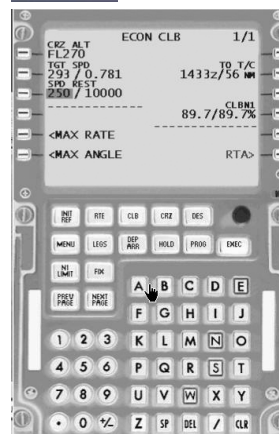 ECON CLB 1/1
CRZ ALT
FL270
TGT SPD TO T/C
293/0.781 1433z/56 NM
SPD REST
250/10000
CLBN1
89.7/89.7%
<MAX RATE
<MAX ANGLE RTA>
INIT REF RTE CLB CRZ DES
MENU LEGS DEP ARR HOLD PROG EXEC
N1 LIMIT FIX
PREV PAGE NEXT PAGE
A B C D E
F G H I J
1 2 3 K L M N O
4 5 6 P Q R S T
7 8 9 U V W X Y
. 0 +/- Z SP DEL / CLR